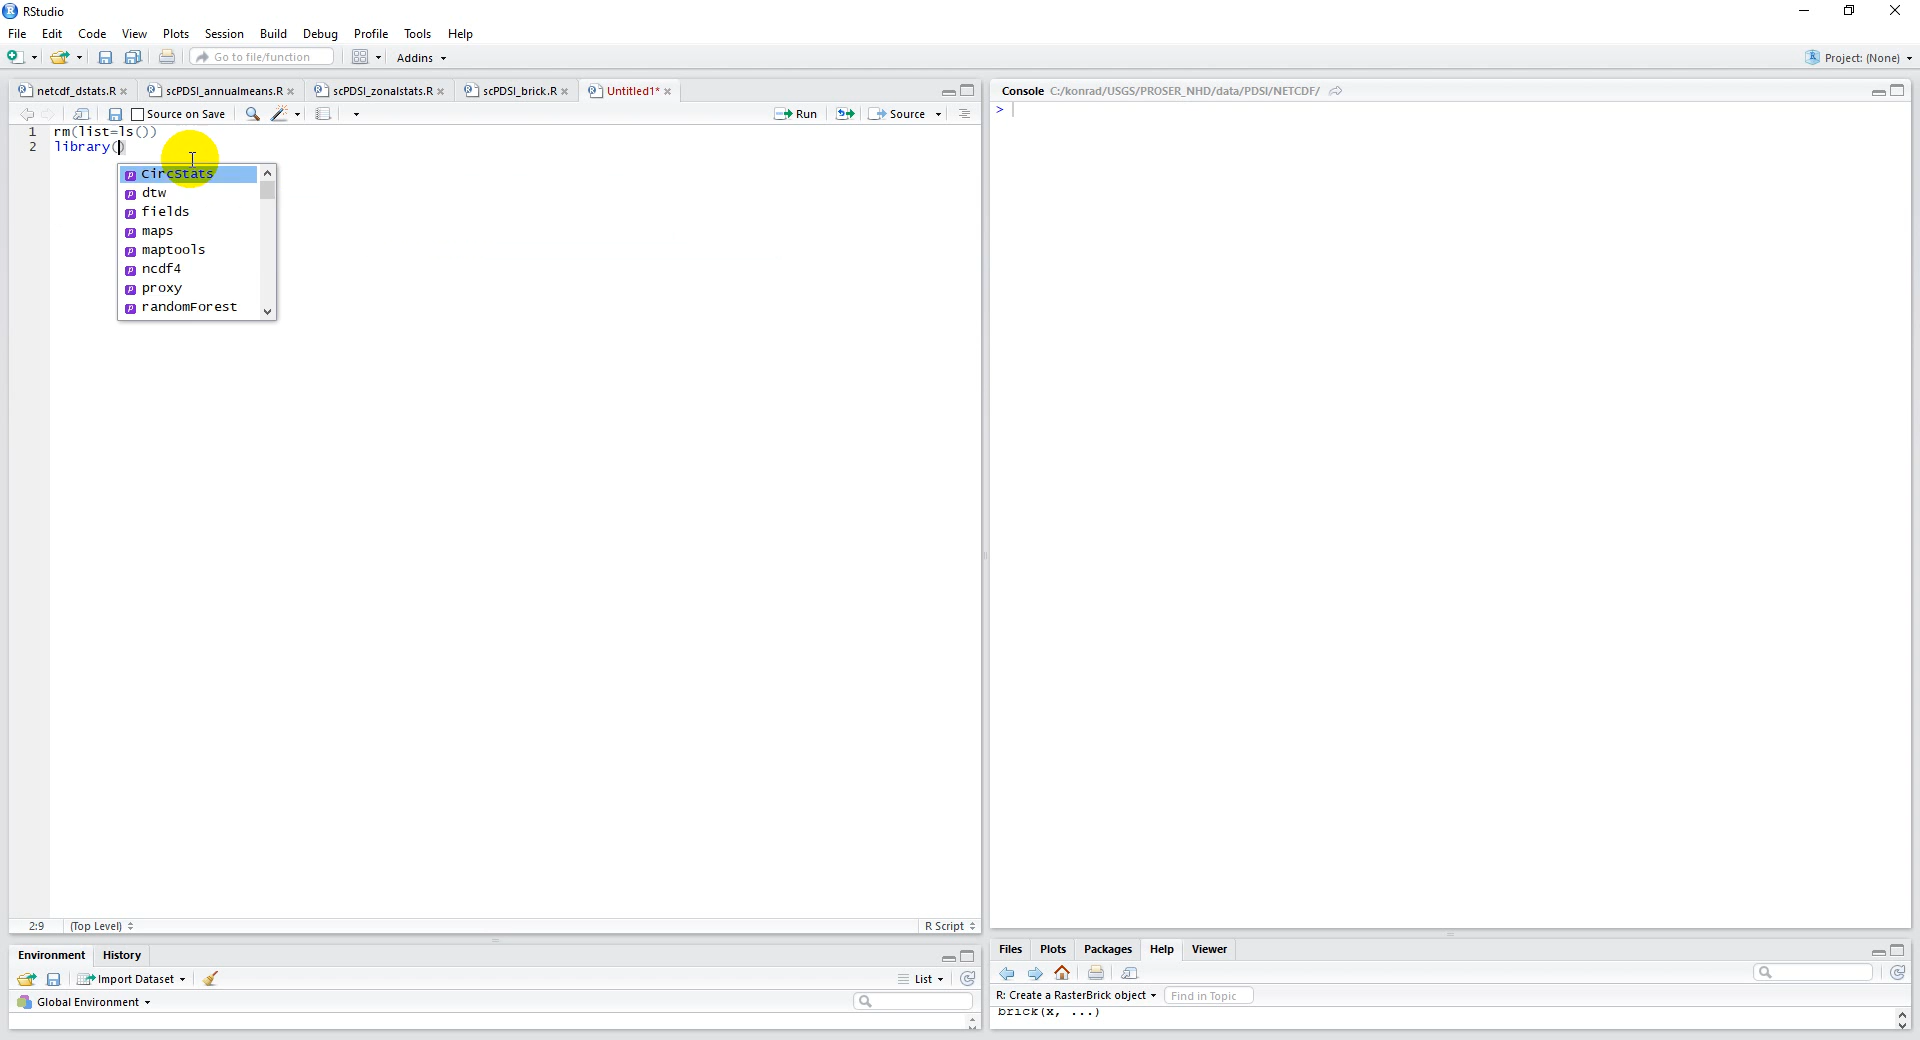 RStudio
File Edit Code View Plots Session Build Debug Profile Tools Help
Go to file/function Addins Project: (None)
netcdf_dstats.R scPDSI_annualmeans.R scPDSI_zonalstats.R scPDSI_brick.R Untitled1*
Source on Save Run Source
1 rm(list=ls())
2 library()
CircStats
dtw
fields
maps
maptools
ncdf4
proxy
randomForest
2:9 (Top Level) R Script
Environment History
Import Dataset List
Global Environment
Console C:/konrad/USGS/PROSER_NHD/data/PDSI/NETCDF/
>
Files Plots Packages Help Viewer
R: Create a RasterBrick object Find in Topic
brick(x, ...)